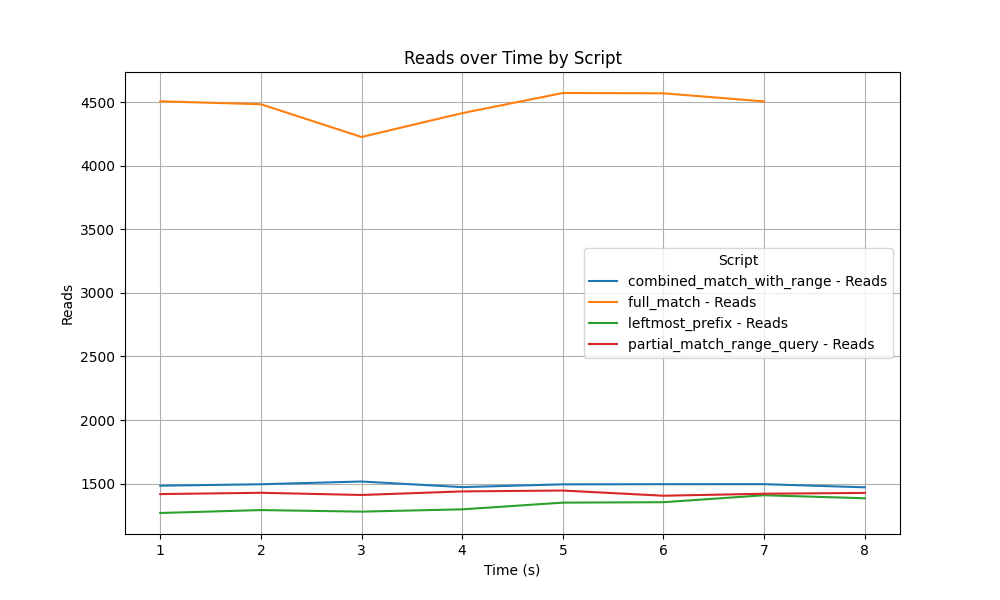 Reads over Time by Script
Reads
4500
4000
3500
3000
2500
2000
1500
Script
combined_match_with_range - Reads
full_match - Reads
leftmost_prefix - Reads
partial_match_range_query - Reads
1 2 3 4 5 6 7 8
Time (s)